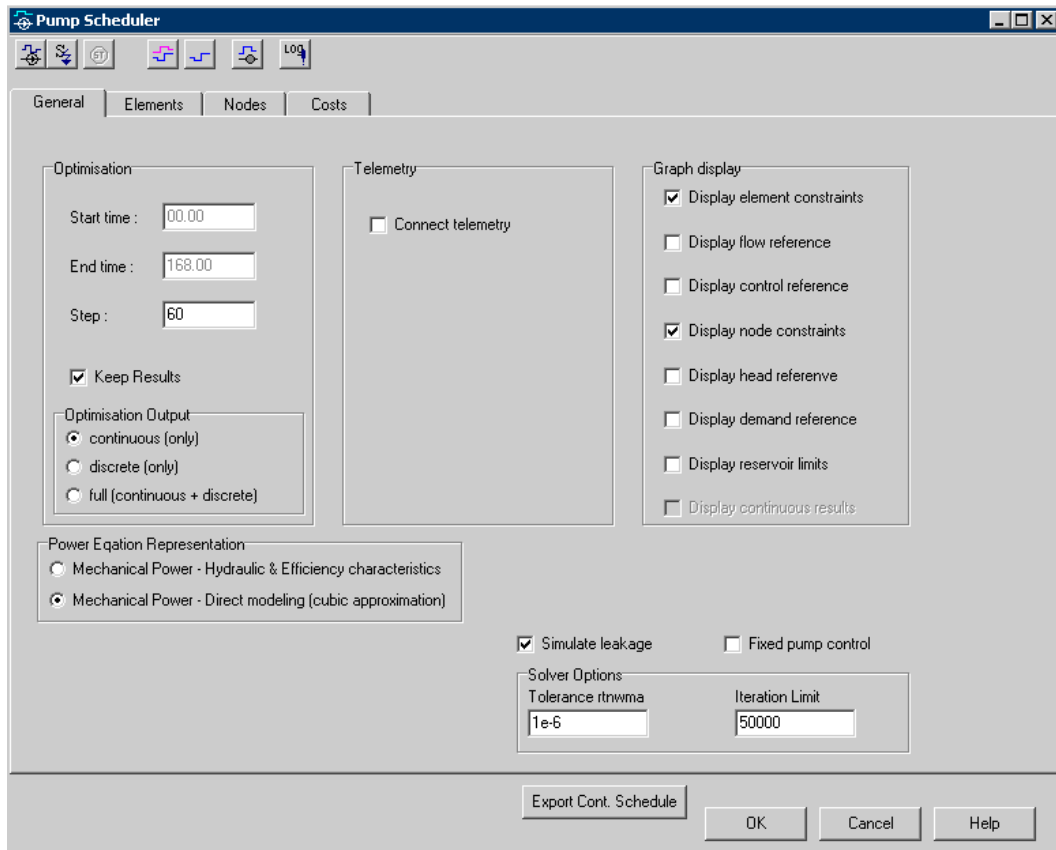 Pump Scheduler
ST
LOG
General Elements Nodes Costs
Optimisation
Start time : 00.00
End time : 168.00
Step : 60
Keep Results
Optimisation Output
continuous (only)
discrete (only)
full (continuous + discrete)
Telemetry
Connect telemetry
Graph display
Display element constraints
Display flow reference
Display control reference
Display node constraints
Display head referenve
Display demand reference
Display reservoir limits
Display continuous results
Power Eqation Representation
Mechanical Power - Hydraulic & Efficiency characteristics
Mechanical Power - Direct modeling (cubic approximation)
Simulate leakage Fixed pump control
Solver Options
Tolerance rtnwma Iteration Limit
1e-6 50000
Export Cont. Schedule
OK Cancel Help